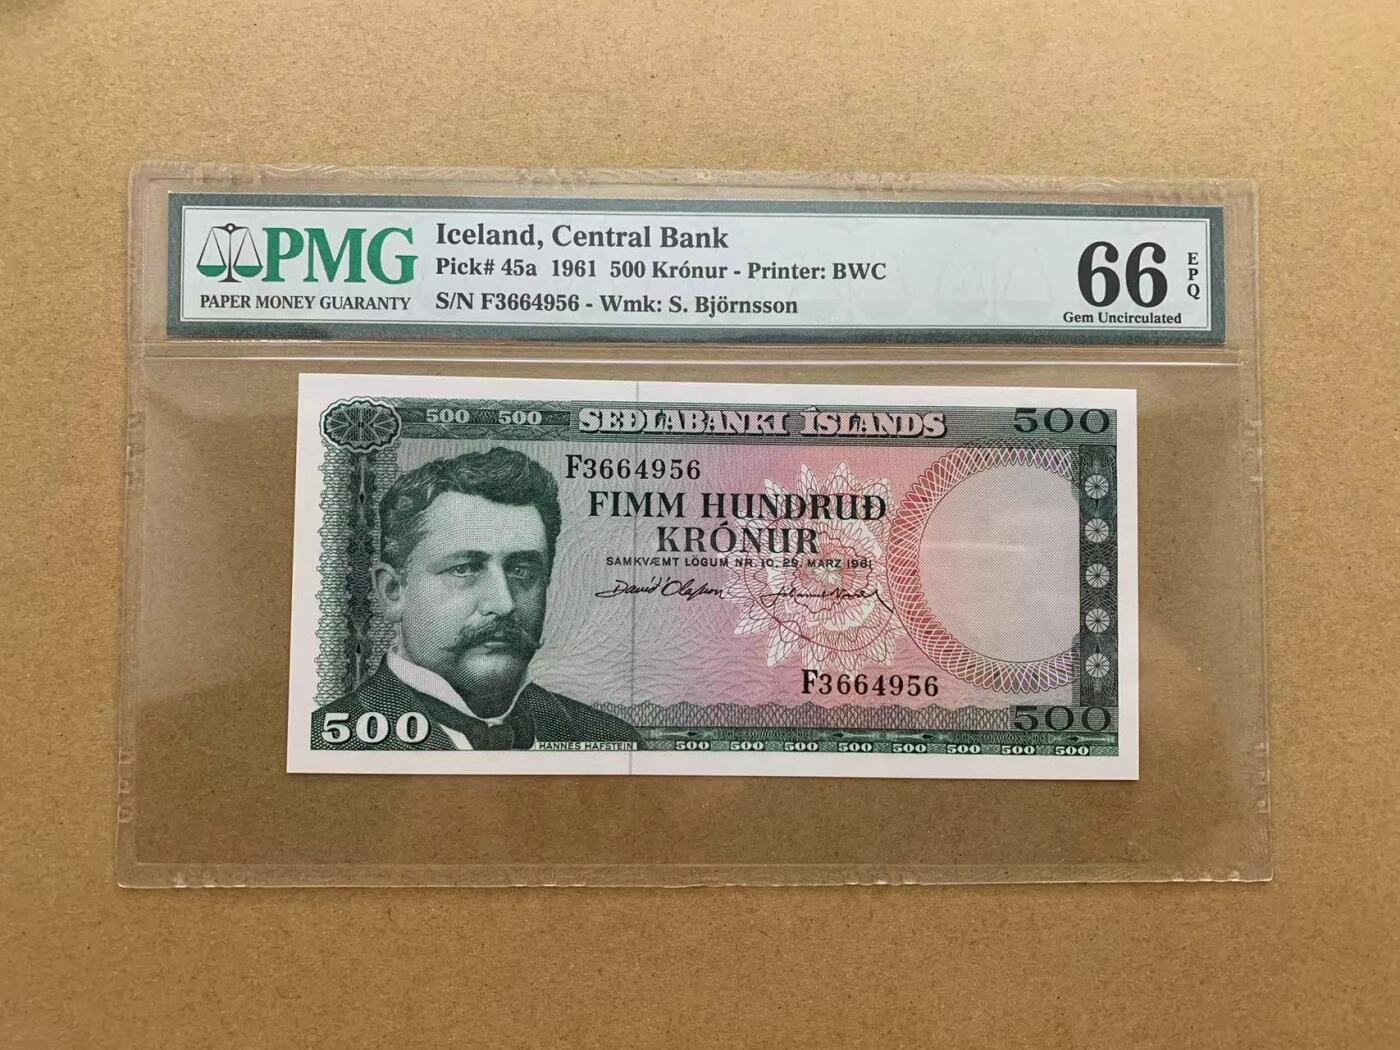 PMG
PAPER MONEY GUARANTY
Iceland, Central Bank
Pick# 45a 1961 500 Krónur - Printer: BWC
S/N F3664956 - Wmk: S. Björnsson
66
EPQ
Gem Uncirculated
500 500 SEÐLABANKI ÍSLANDS 500
F3664956
FIMM HUNDRUÐ
KRÓNUR
SAMKVÆMT LÖGUM NR. 10, 29. MARZ 1961
Davíð Ólafsson
F3664956
500
500
HANNES HAFSTEIN
500 500 500 500 500 500 500 500